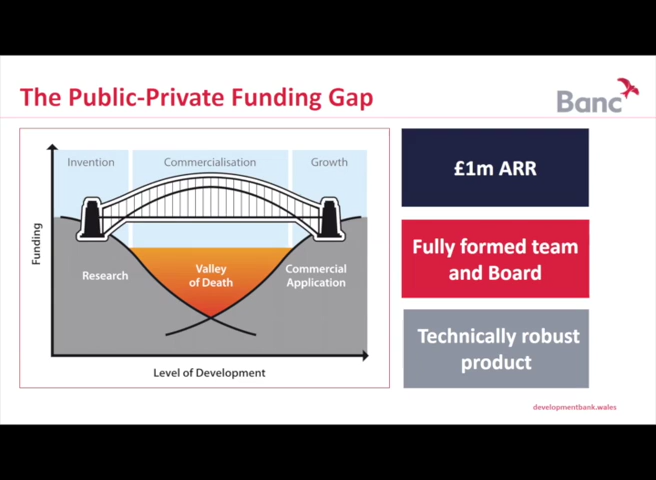 The Public-Private Funding Gap
Banc
Invention
Commercialisation
Growth
Funding
Research
Valley
of Death
Commercial
Application
Level of Development
£1m ARR
Fully formed team
and Board
Technically robust
product
developmentbank.wales